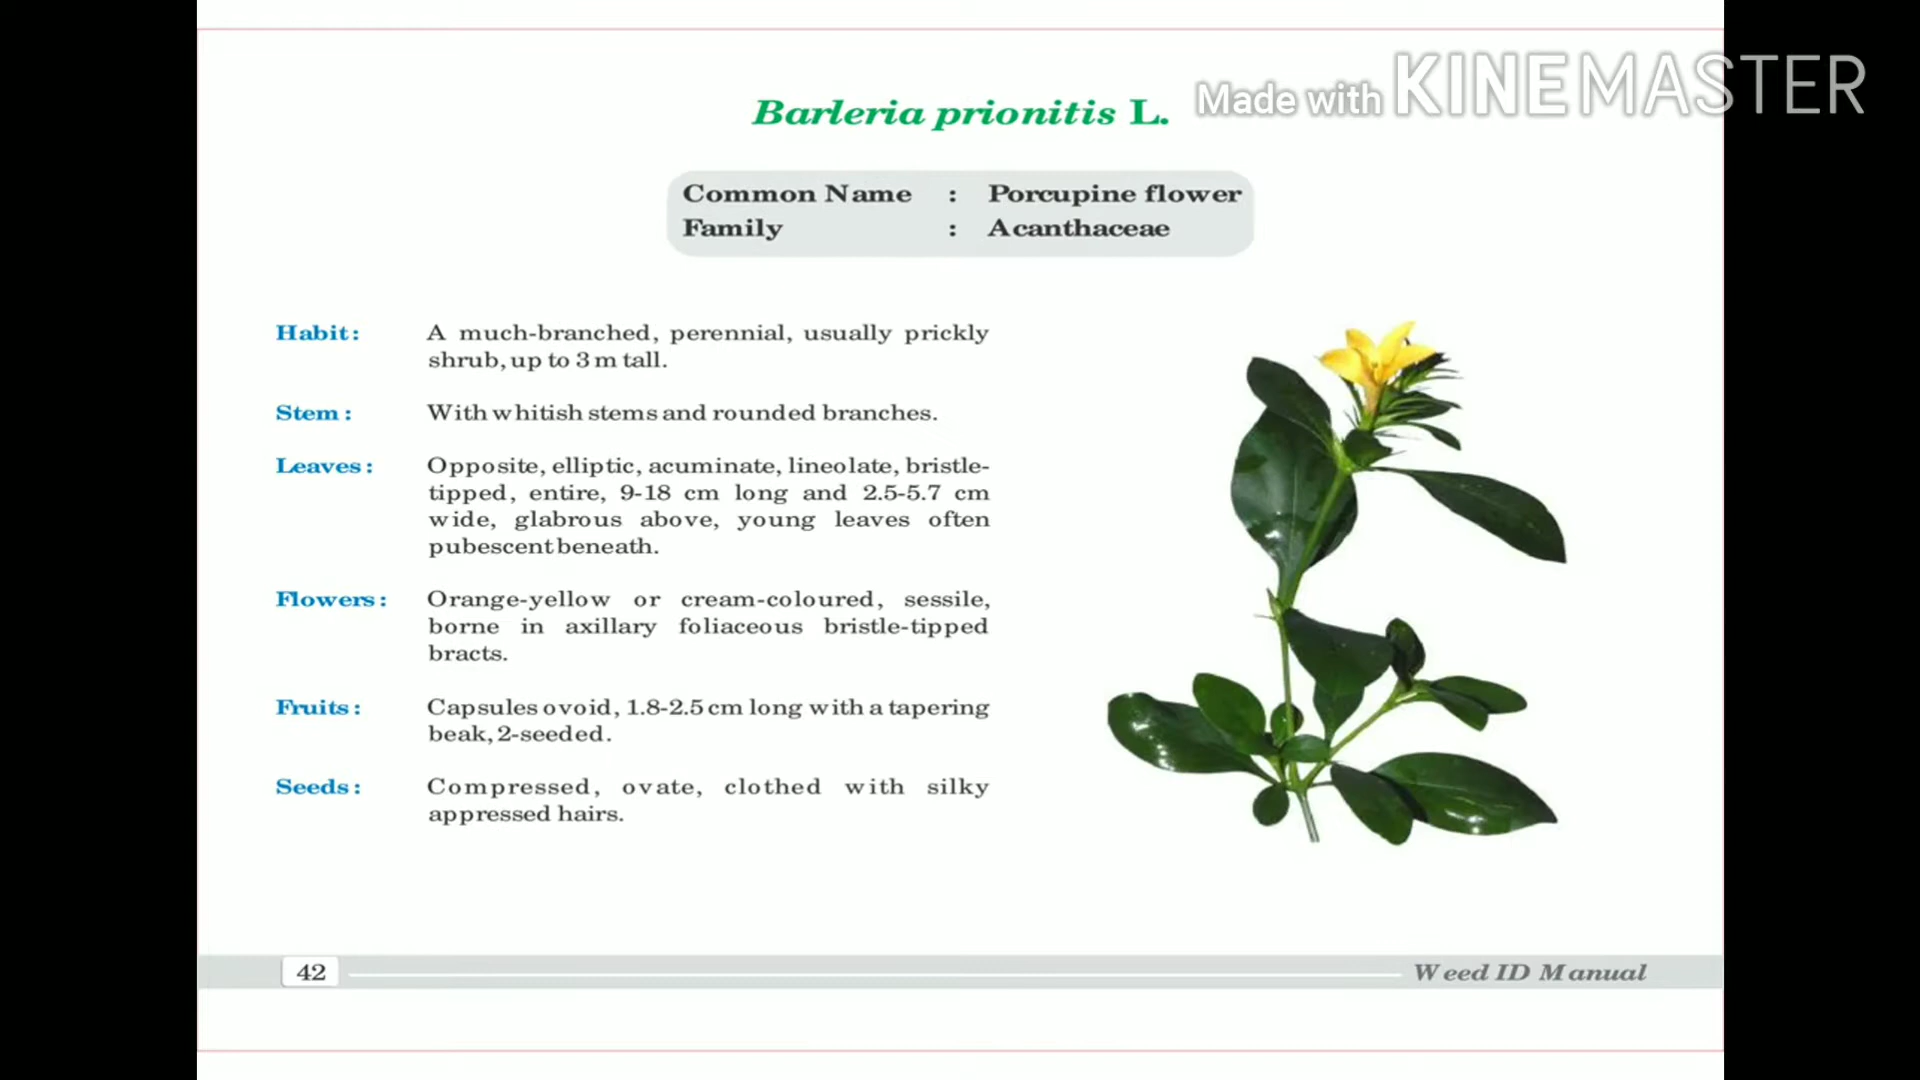 Made with KINEMASTER
Barleria prionitis L.
Common Name : Porcupine flower
Family : Acanthaceae
Habit: A much-branched, perennial, usually prickly
shrub, up to 3 m tall.
Stem: With whitish stems and rounded branches.
Leaves: Opposite, elliptic, acuminate, lineolate, bristle-
tipped, entire, 9-18 cm long and 2.5-5.7 cm
wide, glabrous above, young leaves often
pubescent beneath.
Flowers: Orange-yellow or cream-coloured, sessile,
borne in axillary foliaceous bristle-tipped
bracts.
Fruits: Capsules ovoid, 1.8-2.5 cm long with a tapering
beak, 2-seeded.
Seeds: Compressed, ovate, clothed with silky
appressed hairs.
42 Weed ID Manual